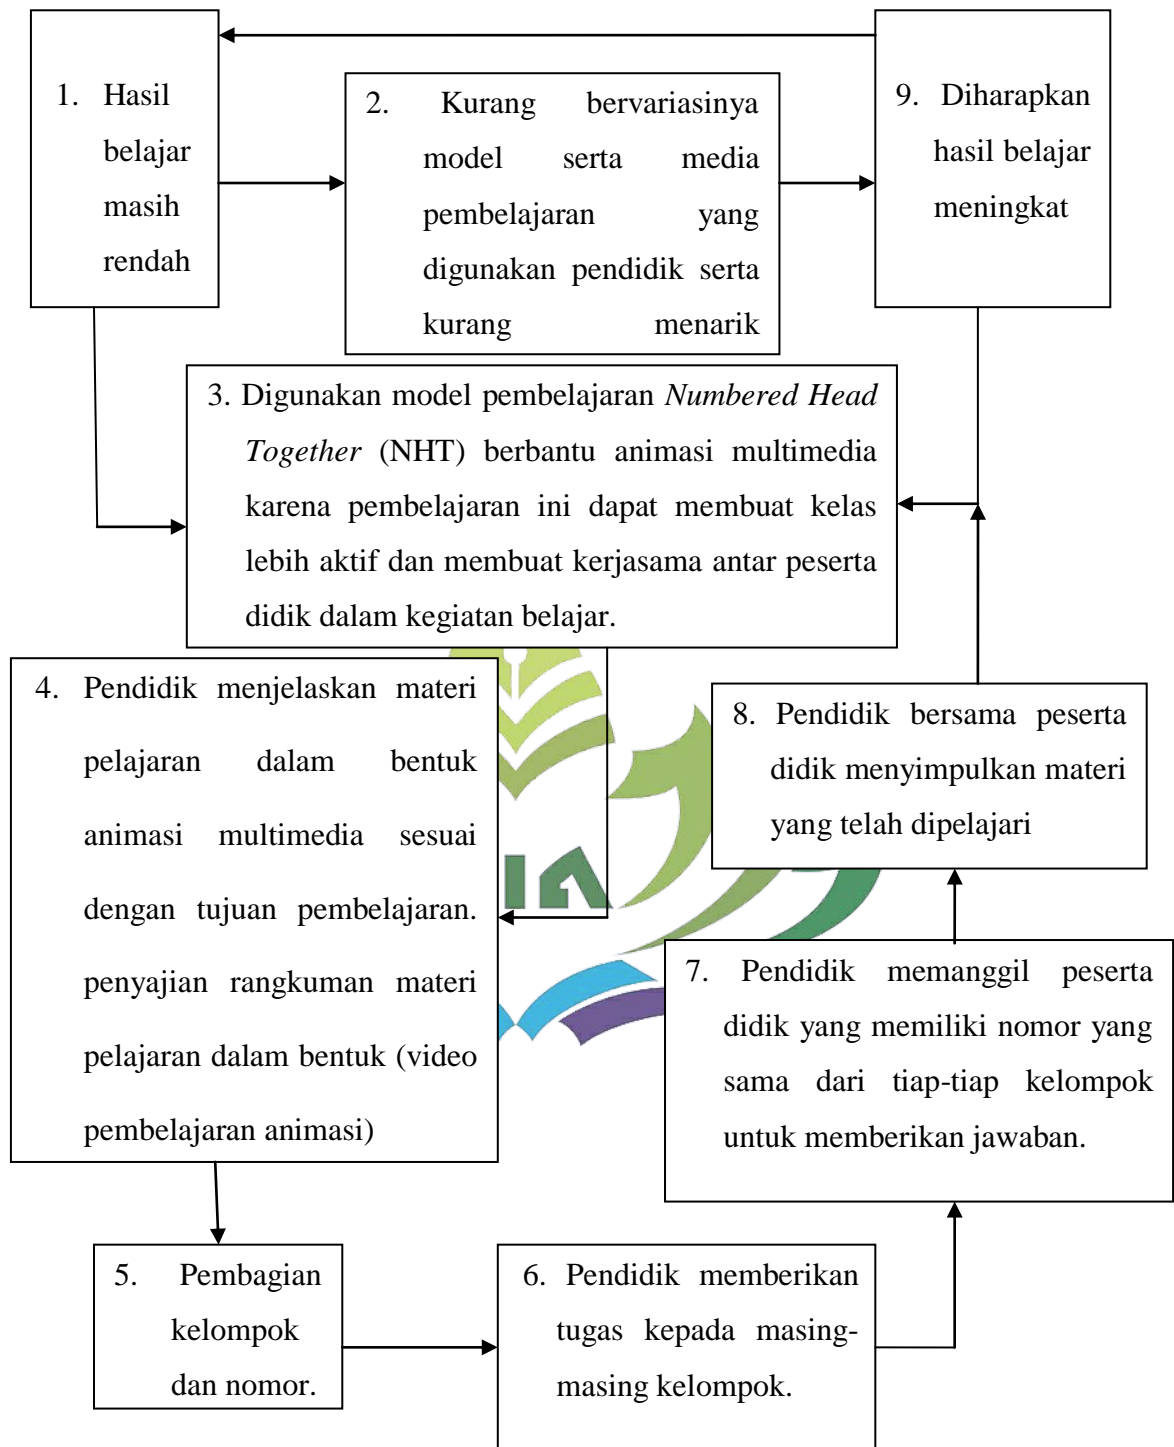 1. Hasil
belajar
masih
rendah
2. Kurang bervariasinya
model serta media
pembelajaran yang
digunakan pendidik serta
kurang menarik
9. Diharapkan
hasil belajar
meningkat
3. Digunakan model pembelajaran Numbered Head
Together (NHT) berbantu animasi multimedia
karena pembelajaran ini dapat membuat kelas
lebih aktif dan membuat kerjasama antar peserta
didik dalam kegiatan belajar.
4. Pendidik menjelaskan materi
pelajaran dalam bentuk
animasi multimedia sesuai
dengan tujuan pembelajaran.
penyajian rangkuman materi
pelajaran dalam bentuk (video
pembelajaran animasi)
8. Pendidik bersama peserta
didik menyimpulkan materi
yang telah dipelajari
7. Pendidik memanggil peserta
didik yang memiliki nomor yang
sama dari tiap-tiap kelompok
untuk memberikan jawaban.
5. Pembagian
kelompok
dan nomor.
6. Pendidik memberikan
tugas kepada masing-
masing kelompok.